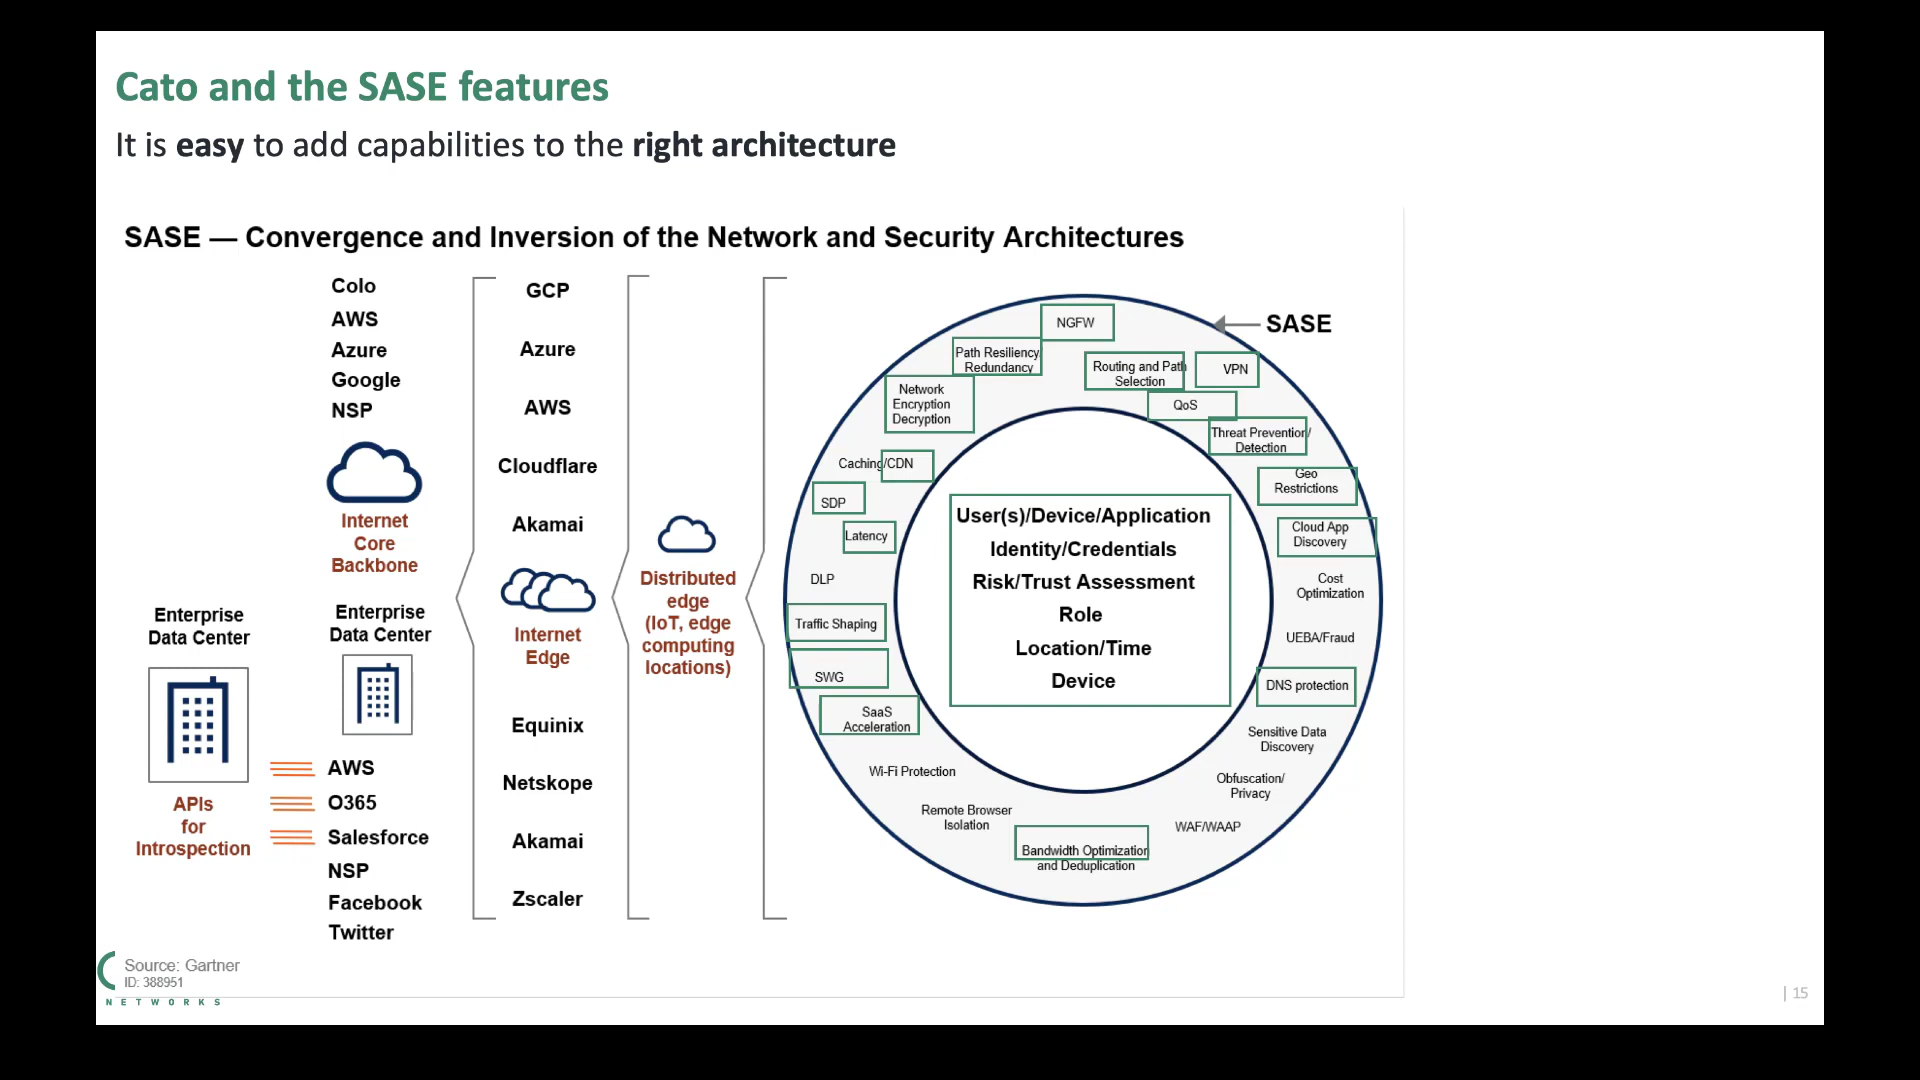 Cato and the SASE features
It is easy to add capabilities to the right architecture
SASE — Convergence and Inversion of the Network and Security Architectures
Colo
AWS
Azure
Google
NSP
Internet
Core
Backbone
Enterprise
Data Center
Enterprise
Data Center
APIs
for
Introspection
AWS
O365
Salesforce
NSP
Facebook
Twitter
GCP
Azure
AWS
Cloudflare
Akamai
Internet
Edge
Equinix
Netskope
Akamai
Zscaler
Distributed
edge
(IoT, edge
computing
locations)
SASE
NGFW
Path Resiliency
Redundancy
Routing and Path
Selection
VPN
Network
Encryption
Decryption
QoS
Threat Prevention/
Detection
Caching/CDN
Geo
Restrictions
SDP
Cloud App
Discovery
Latency
DLP
Cost
Optimization
Traffic Shaping
UEBA/Fraud
SWG
DNS protection
SaaS
Acceleration
Sensitive Data
Discovery
Wi-Fi Protection
Obfuscation/
Privacy
Remote Browser
Isolation
WAF/WAAP
Bandwidth Optimization
and Deduplication
User(s)/Device/Application
Identity/Credentials
Risk/Trust Assessment
Role
Location/Time
Device
Source: Gartner
ID: 388951
NETWORKS
| 15